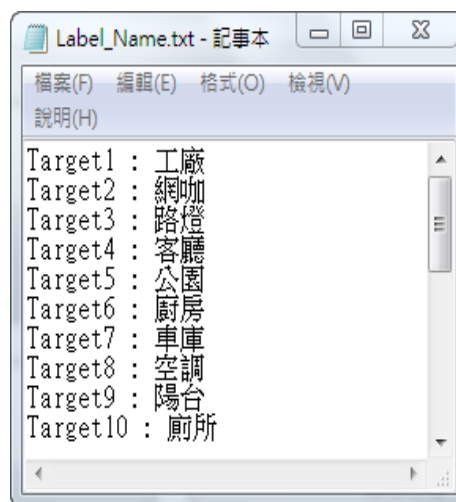 Label_Name.txt - 記事本
檔案(F) 編輯(E) 格式(O) 檢視(V)
說明(H)
Target1 : 工廠
Target2 : 網咖
Target3 : 路燈
Target4 : 客廳
Target5 : 公園
Target6 : 廚房
Target7 : 車庫
Target8 : 空調
Target9 : 陽台
Target10 : 廁所